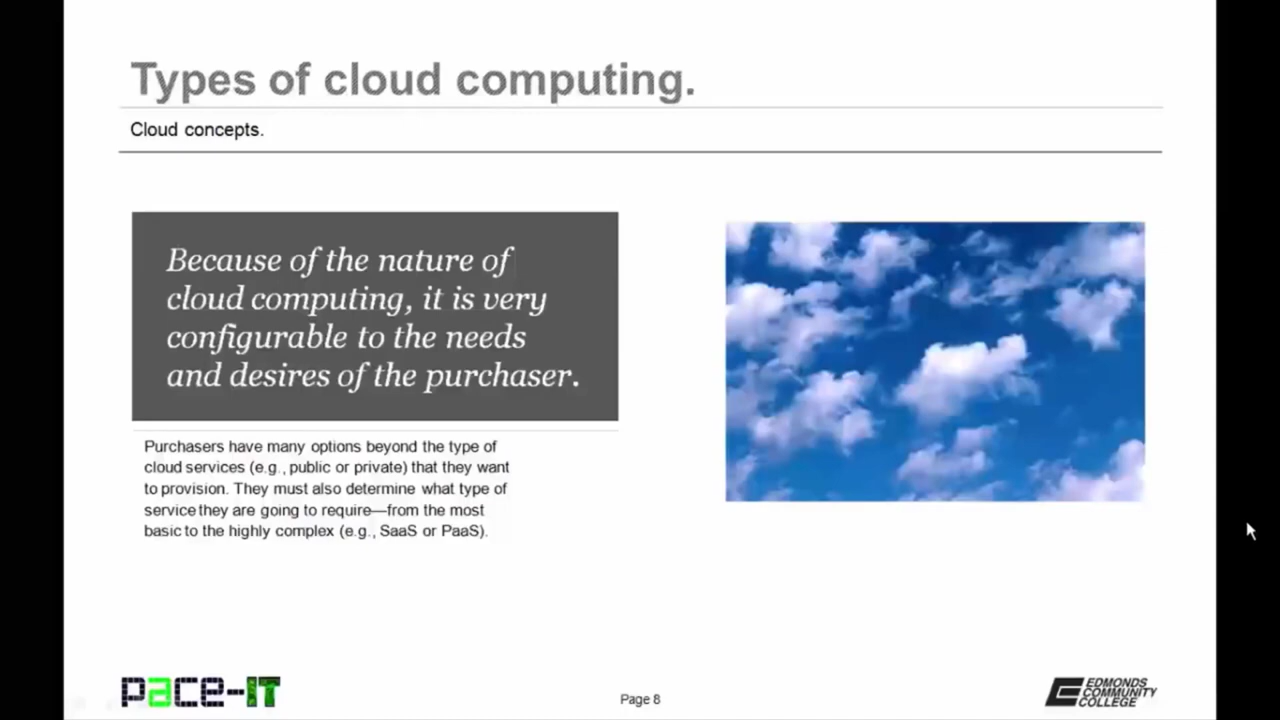 Types of cloud computing.
Cloud concepts.
Because of the nature of
cloud computing, it is very
configurable to the needs
and desires of the purchaser.
Purchasers have many options beyond the type of
cloud services (e.g., public or private) that they want
to provision. They must also determine what type of
service they are going to require—from the most
basic to the highly complex (e.g., SaaS or PaaS).
pace-IT
Page 8
EDMONDS
COMMUNITY
COLLEGE